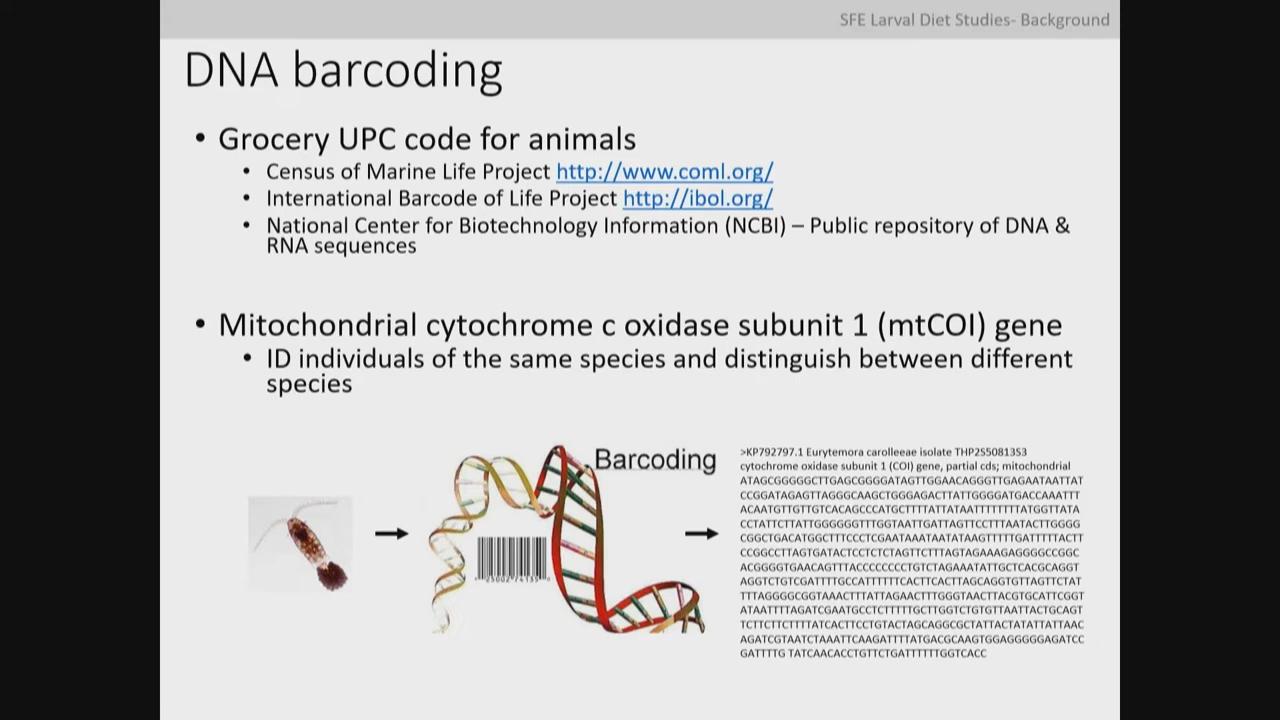 SFE Larval Diet Studies- Background
DNA barcoding
• Grocery UPC code for animals
• Census of Marine Life Project http://www.coml.org/
• International Barcode of Life Project http://ibol.org/
• National Center for Biotechnology Information (NCBI) – Public repository of DNA &
RNA sequences
• Mitochondrial cytochrome c oxidase subunit 1 (mtCOI) gene
• ID individuals of the same species and distinguish between different
species
Barcoding
>KP792797.1 Eurytemora carolleeae isolate THP255081353
cytochrome oxidase subunit 1 (COI) gene, partial cds; mitochondrial
ATAGCGGGGGCTTGAGCGGGGATAGTTGGAACAGGGTTGAGAATAATTAT
CCGGATAGAGTTAGGGCAAGCTGGGAGACTTATTGGGGATGACCAAATTT
ACAATGTTGTTGTCACAGCCCATGCTTTTATTATAATTTTTTTTATGGTTATA
CCTATTCTTATTGGGGGGTTTGGTAATTGATTAGTTCCTTTAATACTTGGGG
CGGCTGACATGGCTTTCCCTCGAATAAATAATATAAGTTTTTGATTTTTACTT
CCGGCCTTAGTGATACTCCTCTCTAGTTCTTTAGTAGAAAGAGGGGCCGGC
ACGGGGTGAACAGTTTACCCCCCCCTGTCTAGAAATATTGCTCACGCAGGT
AGGTCTGTCGATTTTGCCATTTTTTCACTTCACTTAGCAGGTGTTAGTTCTAT
TTTAGGGGCGGTAAACTTTATTAGAACTTTGGGTAACTTACGTGCATTCGGT
ATAATTTTAGATCGAATGCCTCTTTTTGCTTGGTCTGTGTTAATTACTGCAGT
TCTTCTTCTTTTATCACTTCCTGTACTAGCAGGCGCTATTACTATATTATTAAC
AGATCGTAATCTAAATTCAAGATTTTATGACGCAAGTGGAGGGGGAGATCC
GATTTTG TATCAACACCTGTTCTGATTTTTTGGTCACC